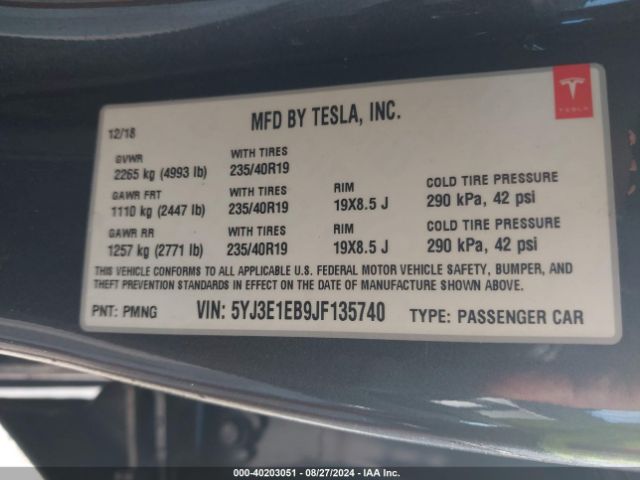 TESLA
MFD BY TESLA, INC.
12/18
GVWR WITH TIRES
2265 kg (4993 lb) 235/40R19
GAWR FRT WITH TIRES RIM COLD TIRE PRESSURE
1110 kg (2447 lb) 235/40R19 19X8.5 J 290 kPa, 42 psi
GAWR RR WITH TIRES RIM COLD TIRE PRESSURE
1257 kg (2771 lb) 235/40R19 19X8.5 J 290 kPa, 42 psi
THIS VEHICLE CONFORMS TO ALL APPLICABLE U.S. FEDERAL MOTOR VEHICLE SAFETY, BUMPER, AND
THEFT PREVENTION STANDARDS IN EFFECT ON THE DATE OF MANUFACTURE SHOWN ABOVE.
PNT: PMNG VIN: 5YJ3E1EB9JF135740 TYPE: PASSENGER CAR
000-40203051 - 08/27/2024 - IAA Inc.